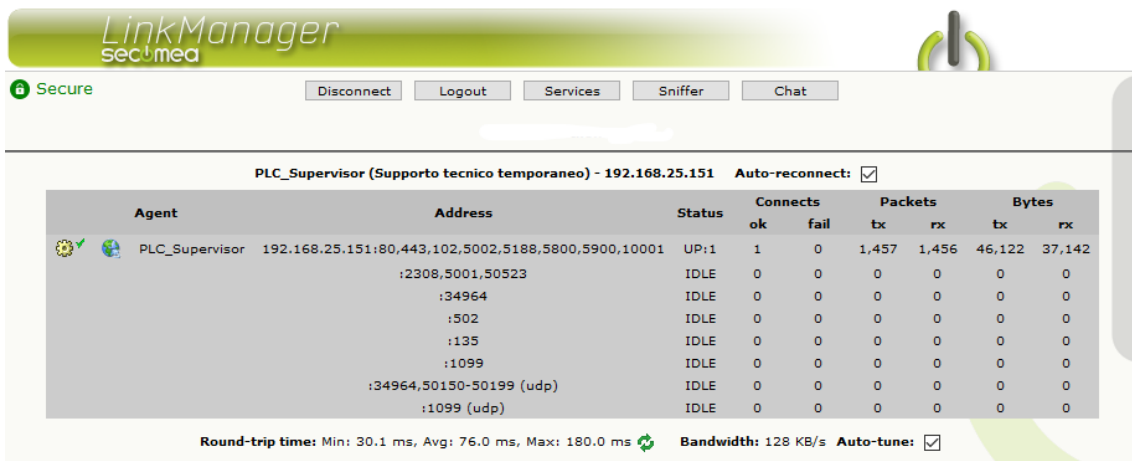 LinkManager
secomea
Secure
Disconnect Logout Services Sniffer Chat
PLC_Supervisor (Supporto tecnico temporaneo) - 192.168.25.151 Auto-reconnect:
Agent Address Status Connects Packets Bytes
ok fail tx rx tx rx
PLC_Supervisor 192.168.25.151:80,443,102,5002,5188,5800,5900,10001 UP:1 1 0 1,457 1,456 46,122 37,142
:2308,5001,50523 IDLE 0 0 0 0 0 0
:34964 IDLE 0 0 0 0 0 0
:502 IDLE 0 0 0 0 0 0
:135 IDLE 0 0 0 0 0 0
:1099 IDLE 0 0 0 0 0 0
:34964,50150-50199 (udp) IDLE 0 0 0 0 0 0
:1099 (udp) IDLE 0 0 0 0 0 0
Round-trip time: Min: 30.1 ms, Avg: 76.0 ms, Max: 180.0 ms Bandwidth: 128 KB/s Auto-tune: